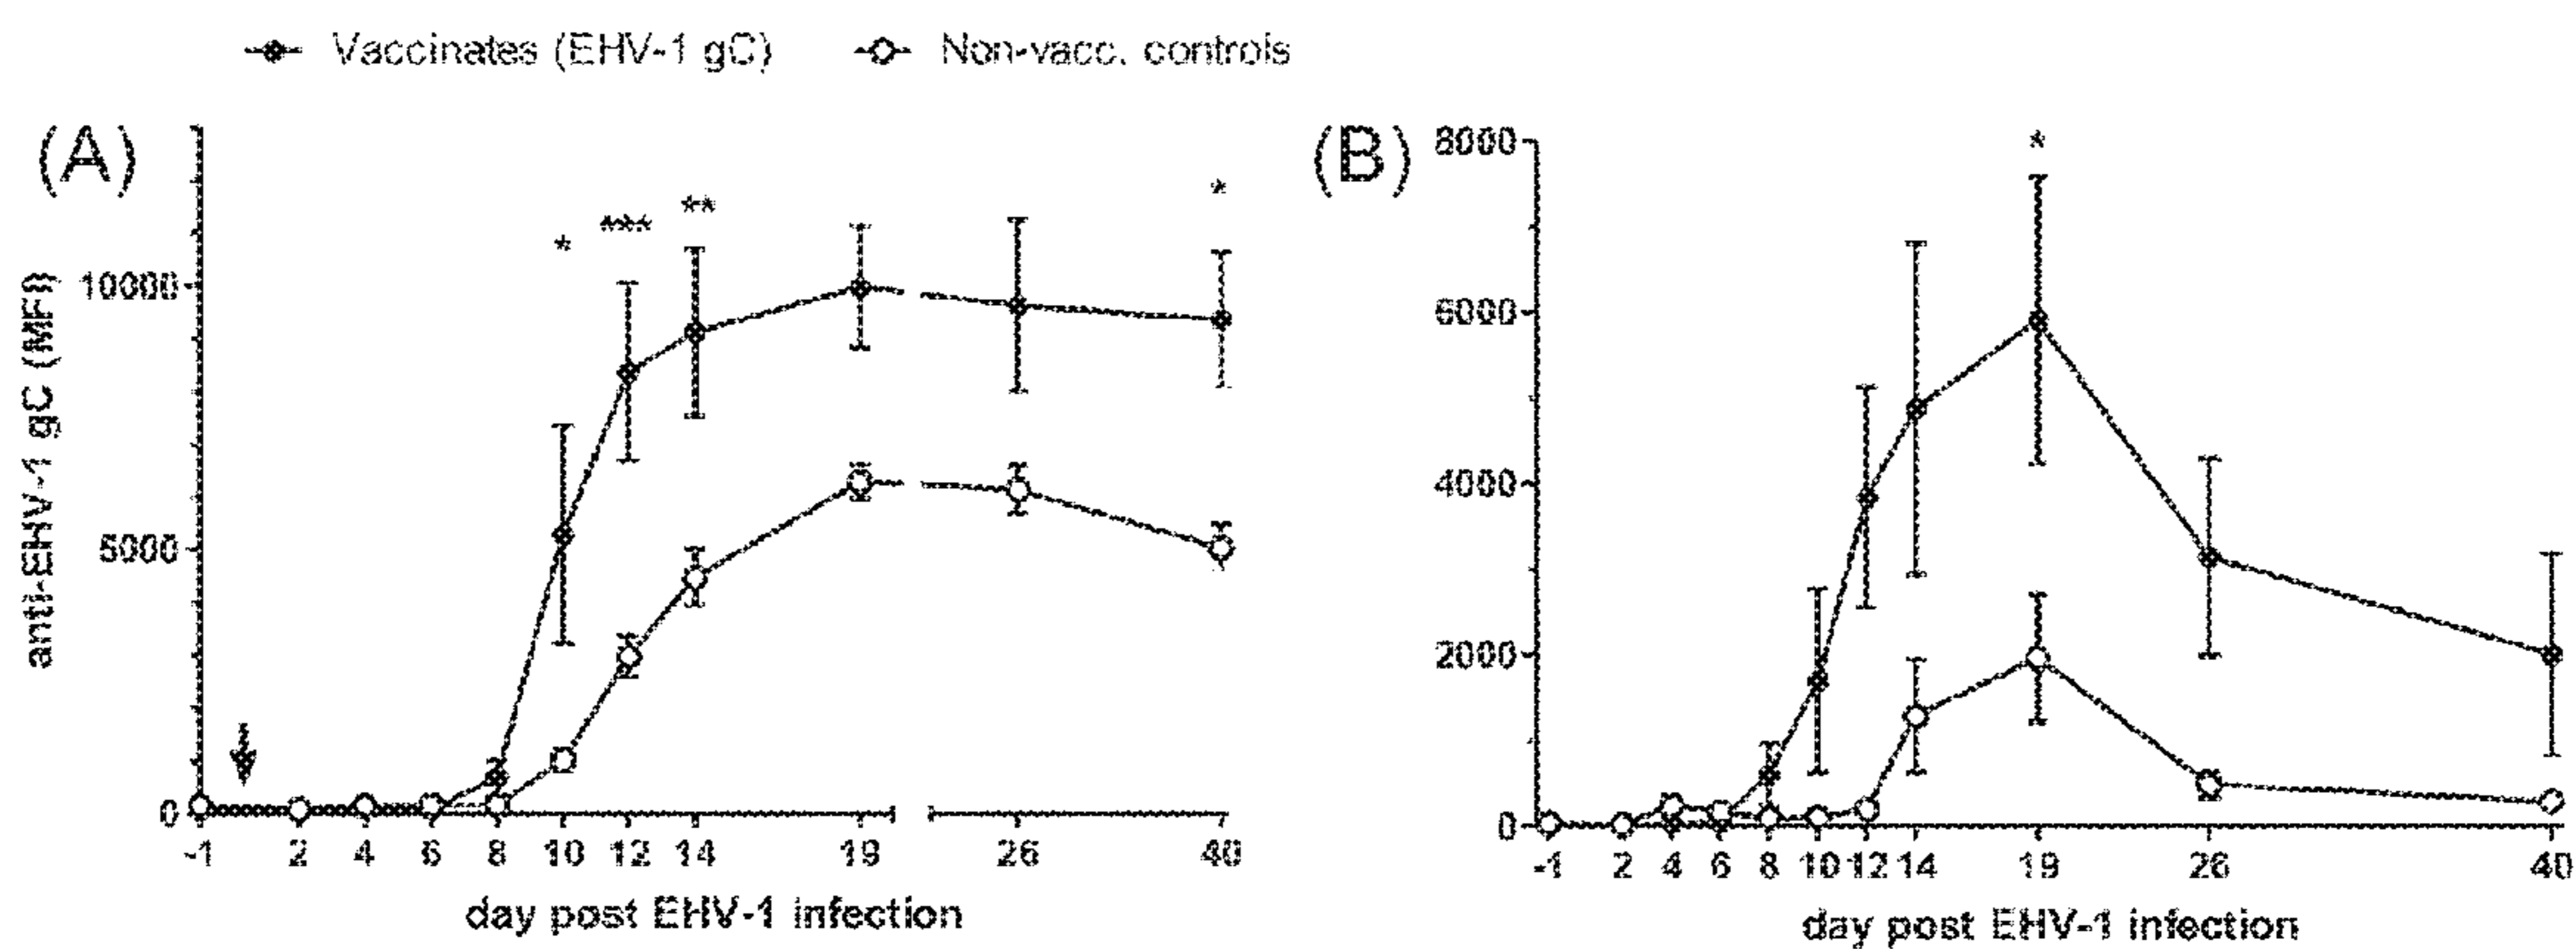 Vaccinates (EHV-1 gC) Non-vacc. controls
(A)
anti-EHV-1 gC (MFI)
10000
5000
0
* *** ** *
-1 2 4 6 8 10 12 14 19 26 40
day post EHV-1 infection
(B)
8000
6000
4000
2000
0
*
-1 2 4 6 8 10 12 14 19 26 40
day post EHV-1 infection